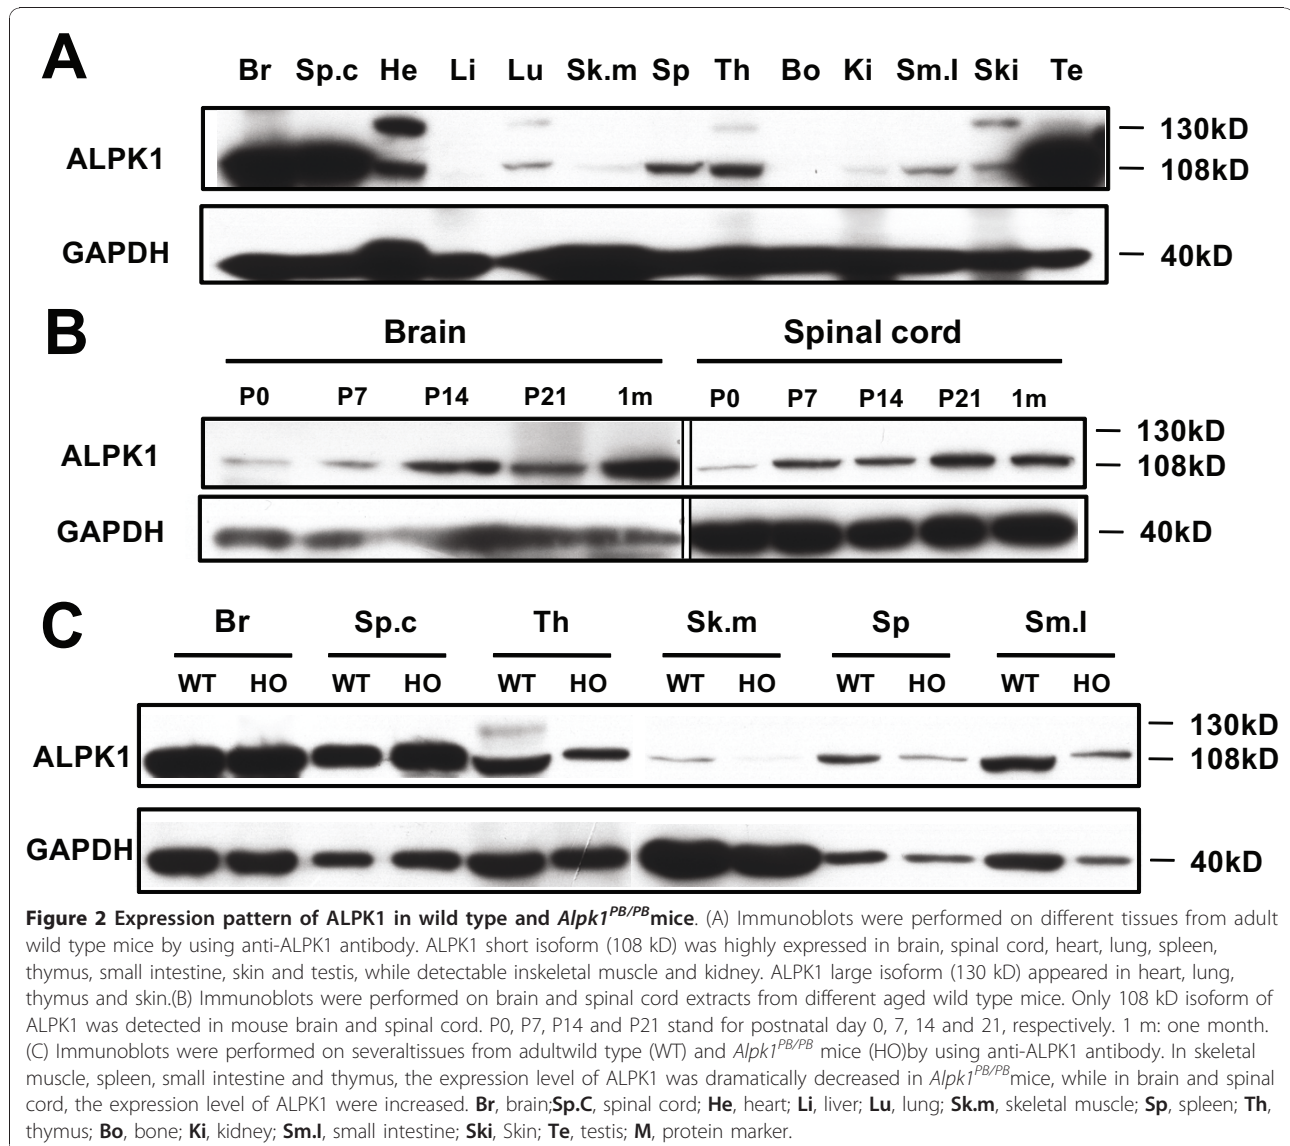 A
Br Sp.c He Li Lu Sk.m Sp Th Bo Ki Sm.I Ski Te
130kD
ALPK1
108kD
GAPDH
40kD
B
Brain Spinal cord
P0 P7 P14 P21 1m P0 P7 P14 P21 1m
130kD
ALPK1
108kD
GAPDH
40kD
C
Br Sp.c Th Sk.m Sp Sm.I
WT HO WT HO WT HO WT HO WT HO WT HO
130kD
ALPK1
108kD
GAPDH
40kD
Figure 2 Expression pattern of ALPK1 in wild type and Alpk1PB/PBmice. (A) Immunoblots were performed on different tissues from adult
wild type mice by using anti-ALPK1 antibody. ALPK1 short isoform (108 kD) was highly expressed in brain, spinal cord, heart, lung, spleen,
thymus, small intestine, skin and testis, while detectable inskeletal muscle and kidney. ALPK1 large isoform (130 kD) appeared in heart, lung,
thymus and skin.(B) Immunoblots were performed on brain and spinal cord extracts from different aged wild type mice. Only 108 kD isoform of
ALPK1 was detected in mouse brain and spinal cord. P0, P7, P14 and P21 stand for postnatal day 0, 7, 14 and 21, respectively. 1 m: one month.
(C) Immunoblots were performed on severaltissues from adultwild type (WT) and Alpk1PB/PB mice (HO)by using anti-ALPK1 antibody. In skeletal
muscle, spleen, small intestine and thymus, the expression level of ALPK1 was dramatically decreased in Alpk1PB/PBmice, while in brain and spinal
cord, the expression level of ALPK1 were increased. Br, brain;Sp.C, spinal cord; He, heart; Li, liver; Lu, lung; Sk.m, skeletal muscle; Sp, spleen; Th,
thymus; Bo, bone; Ki, kidney; Sm.I, small intestine; Ski, Skin; Te, testis; M, protein marker.